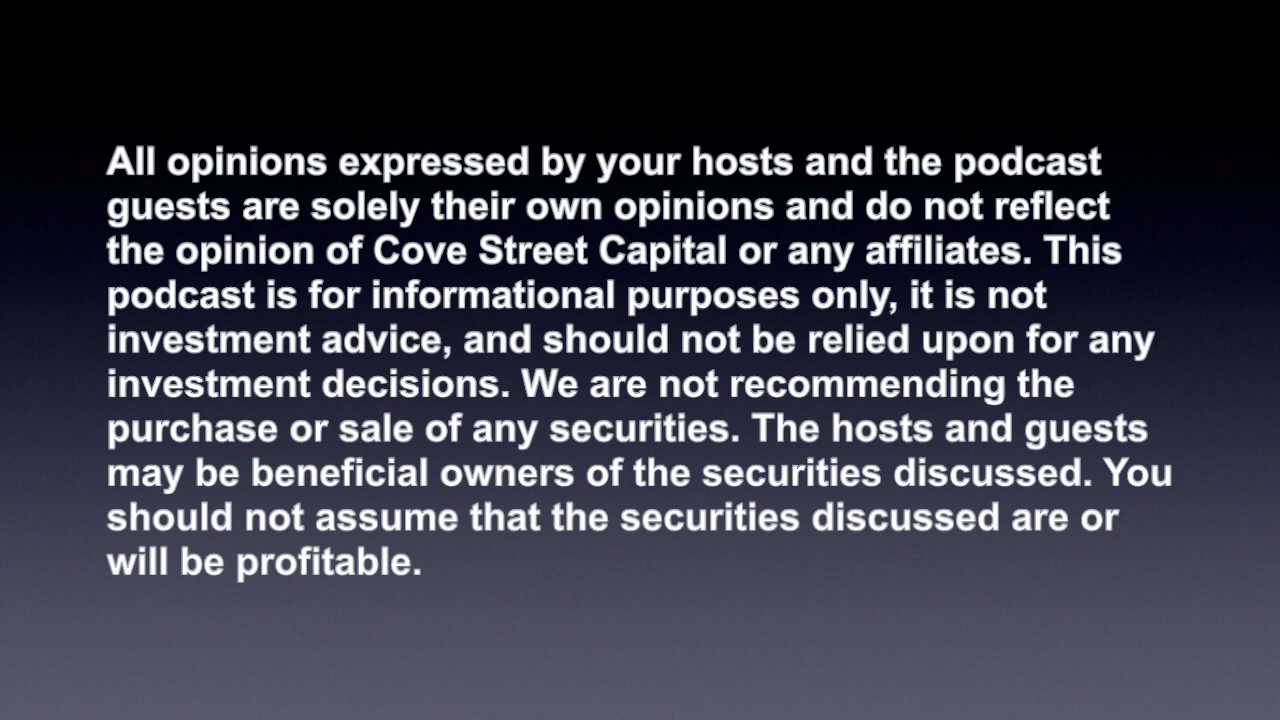 All opinions expressed by your hosts and the podcast
guests are solely their own opinions and do not reflect
the opinion of Cove Street Capital or any affiliates. This
podcast is for informational purposes only, it is not
investment advice, and should not be relied upon for any
investment decisions. We are not recommending the
purchase or sale of any securities. The hosts and guests
may be beneficial owners of the securities discussed. You
should not assume that the securities discussed are or
will be profitable.